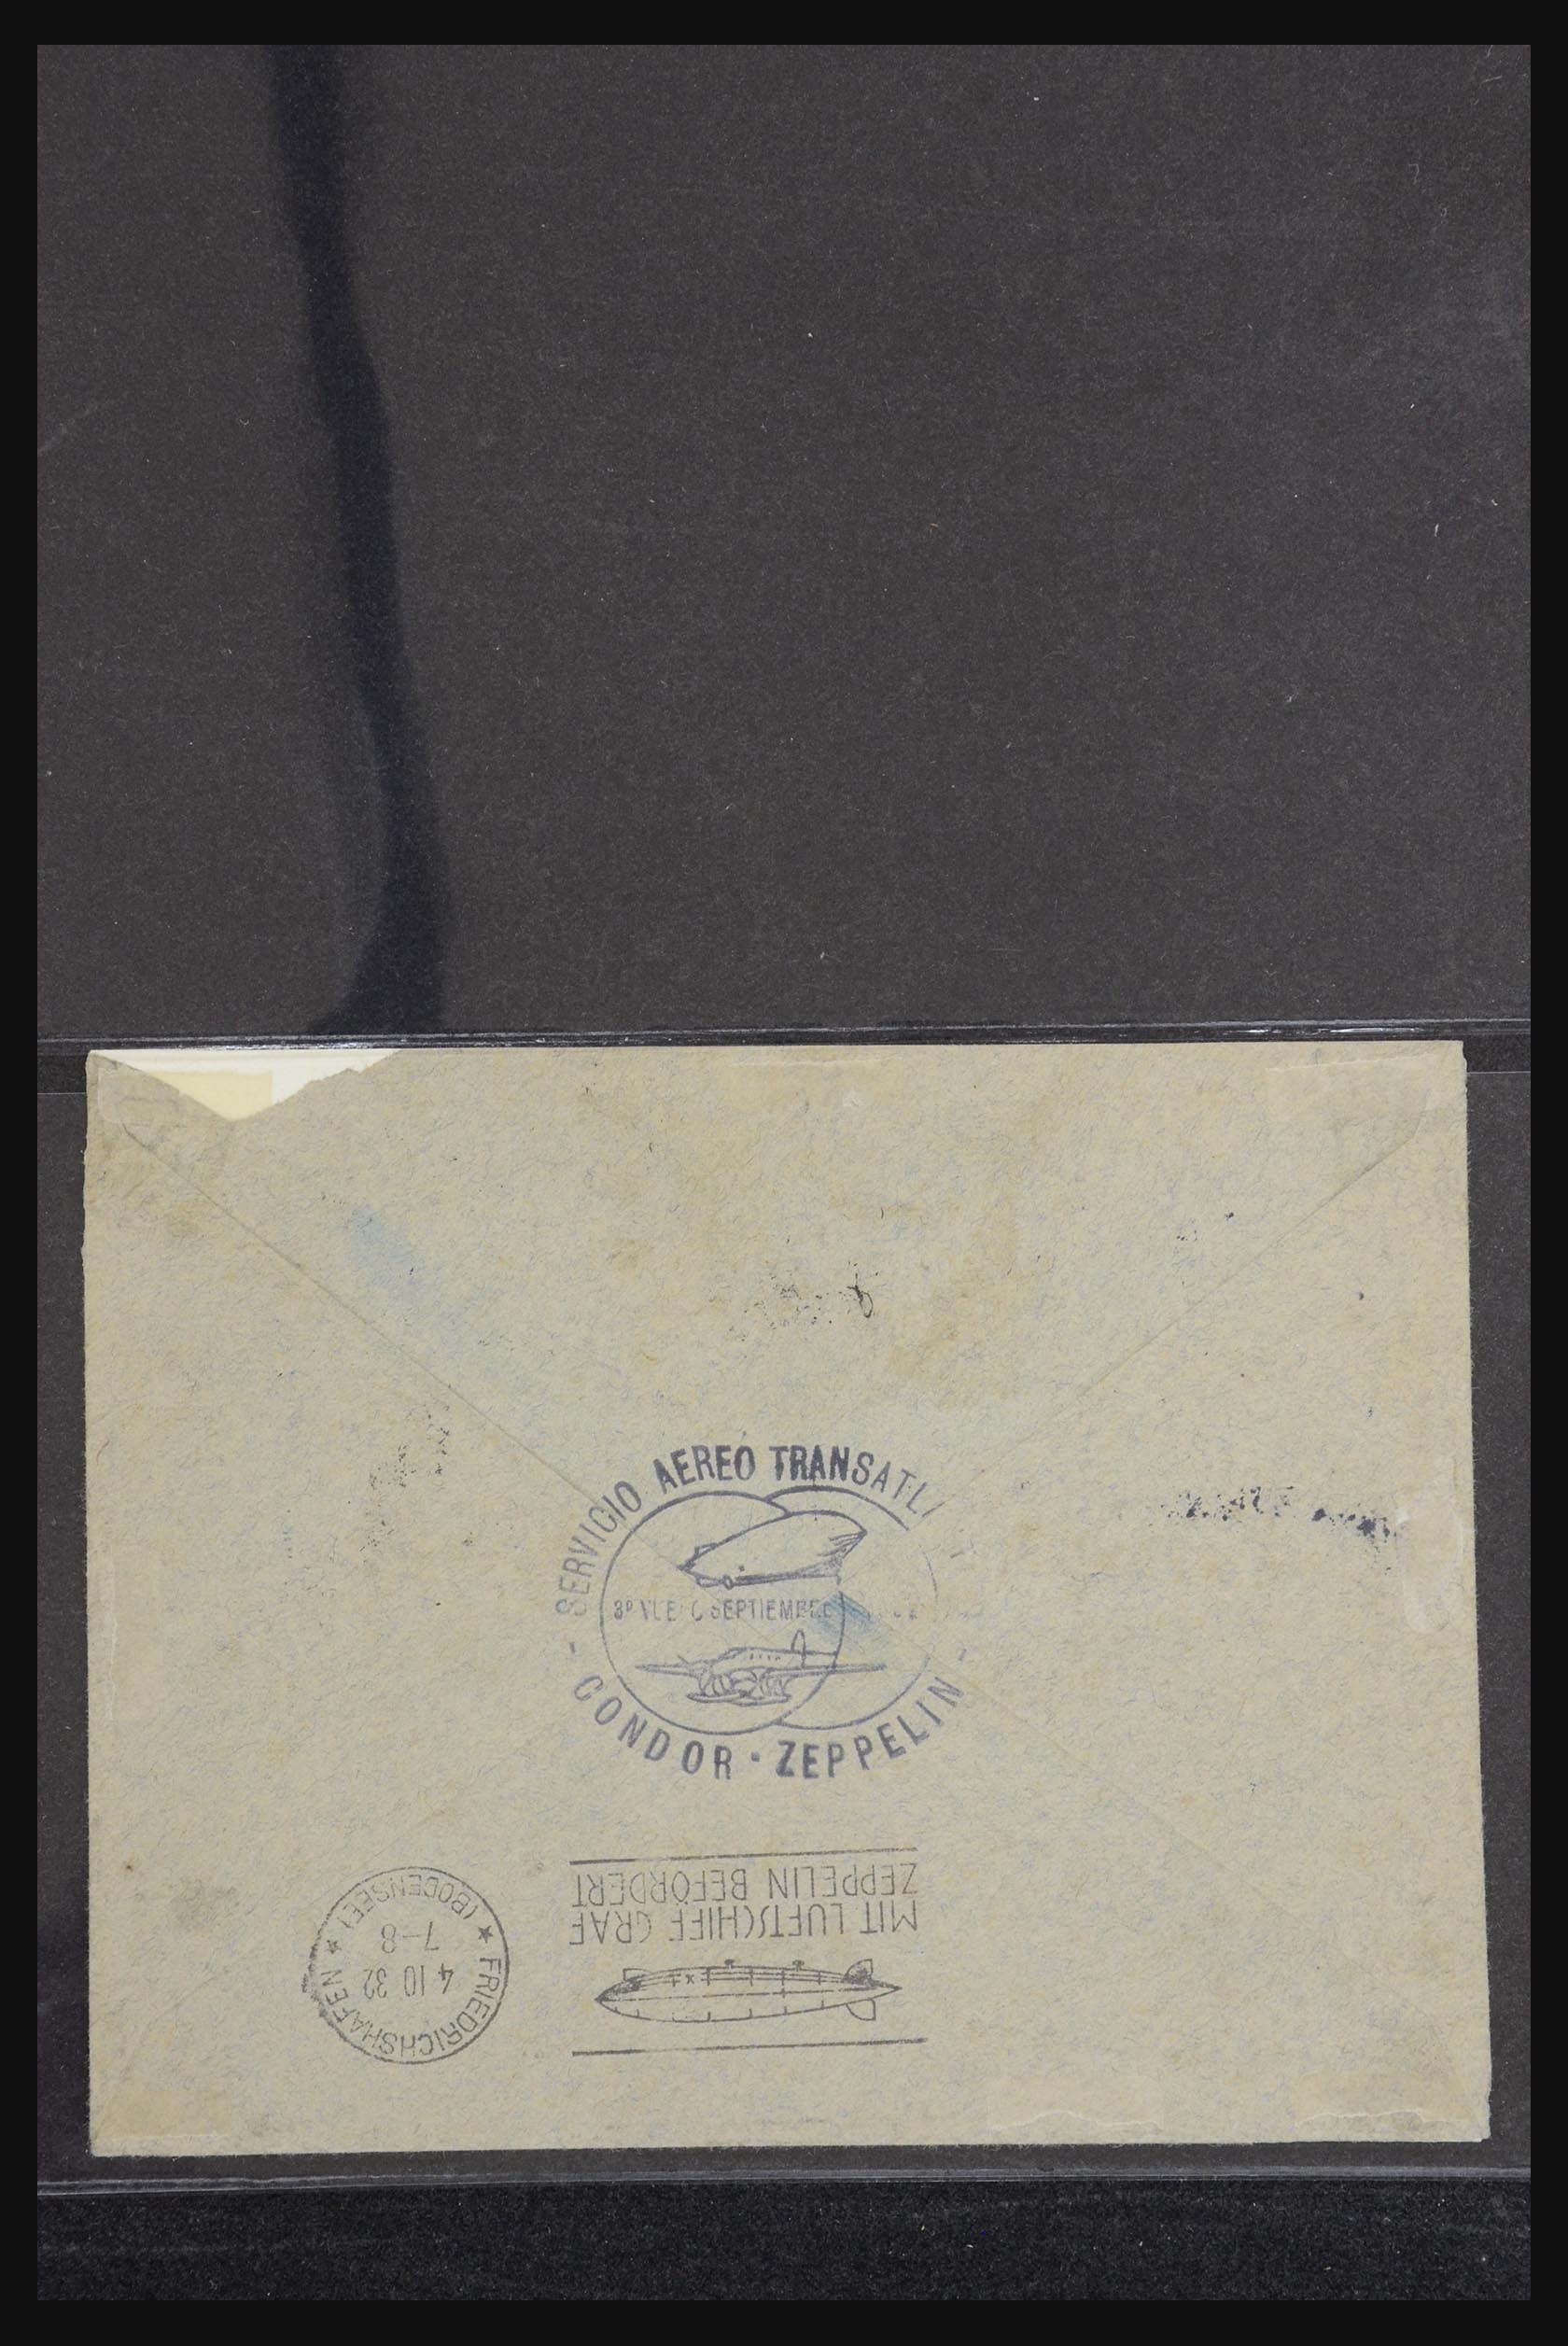 SERVICIO AEREO TRANSATL
SEPTIEMBRE
- CONDOR · ZEPPELIN -
MIT LUFTSCHIFF GRAF
ZEPPELIN BEFÖRDERT
★ FRIEDRICHSHAFEN ★
4 10 32
7-8
(BODENSEE)